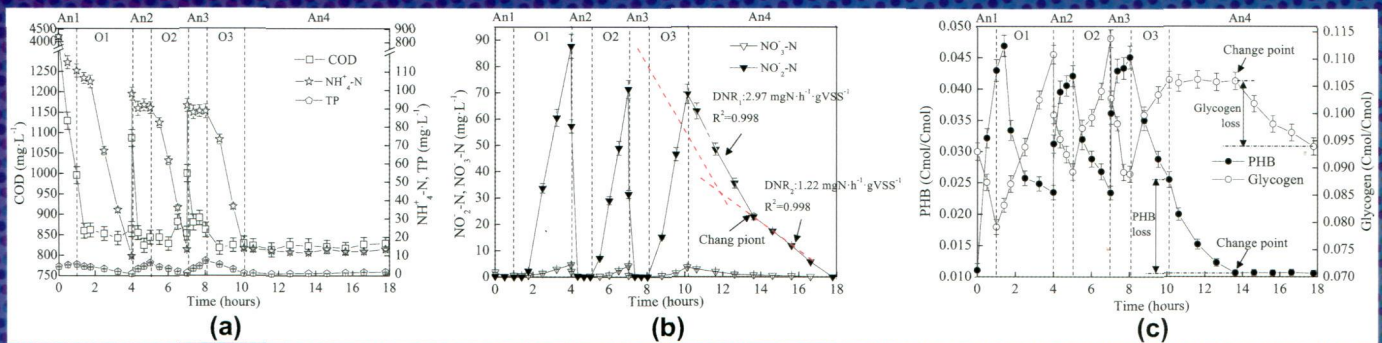 An1 An2 An3 An4
O1 O2 O3
4500
4000
1250
1200
1150
1100
1050
1000
950
900
850
800
750
COD (mg·L⁻¹)
COD
NH⁺₄-N
TP
900
800
110
100
90
80
70
60
50
40
30
20
10
0
NH⁺₄-N, TP (mg·L⁻¹)
0 2 4 6 8 10 12 14 16 18
Time (hours)
(a)
An1 An2 An3 An4
O1 O2 O3
90
80
70
60
50
40
30
20
10
0
NO⁻₂-N, NO⁻₃-N (mg·L⁻¹)
NO⁻₃-N
NO⁻₂-N
DNR₁:2.97 mgN·h⁻¹·gVSS⁻¹
R²=0.998
DNR₂:1.22 mgN·h⁻¹·gVSS⁻¹
R²=0.998
Chang piont
0 2 4 6 8 10 12 14 16 18
Time (hours)
(b)
An1 An2 An3 An4
O1 O2 O3
0.050
0.045
0.040
0.035
0.030
0.025
0.020
0.015
0.010
PHB (Cmol/Cmol)
Change point
Glycogen
loss
PHB
Glycogen
PHB
loss
Change point
0.115
0.110
0.105
0.100
0.095
0.090
0.085
0.080
0.075
0.070
Glycogen (Cmol/Cmol)
0 2 4 6 8 10 12 14 16 18
Time (hours)
(c)